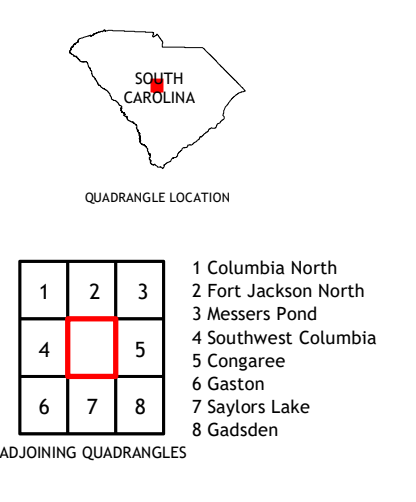 SOUTH
CAROLINA
QUADRANGLE LOCATION
1 2 3
4 5
6 7 8
ADJOINING QUADRANGLES
1 Columbia North
2 Fort Jackson North
3 Messers Pond
4 Southwest Columbia
5 Congaree
6 Gaston
7 Saylors Lake
8 Gadsden